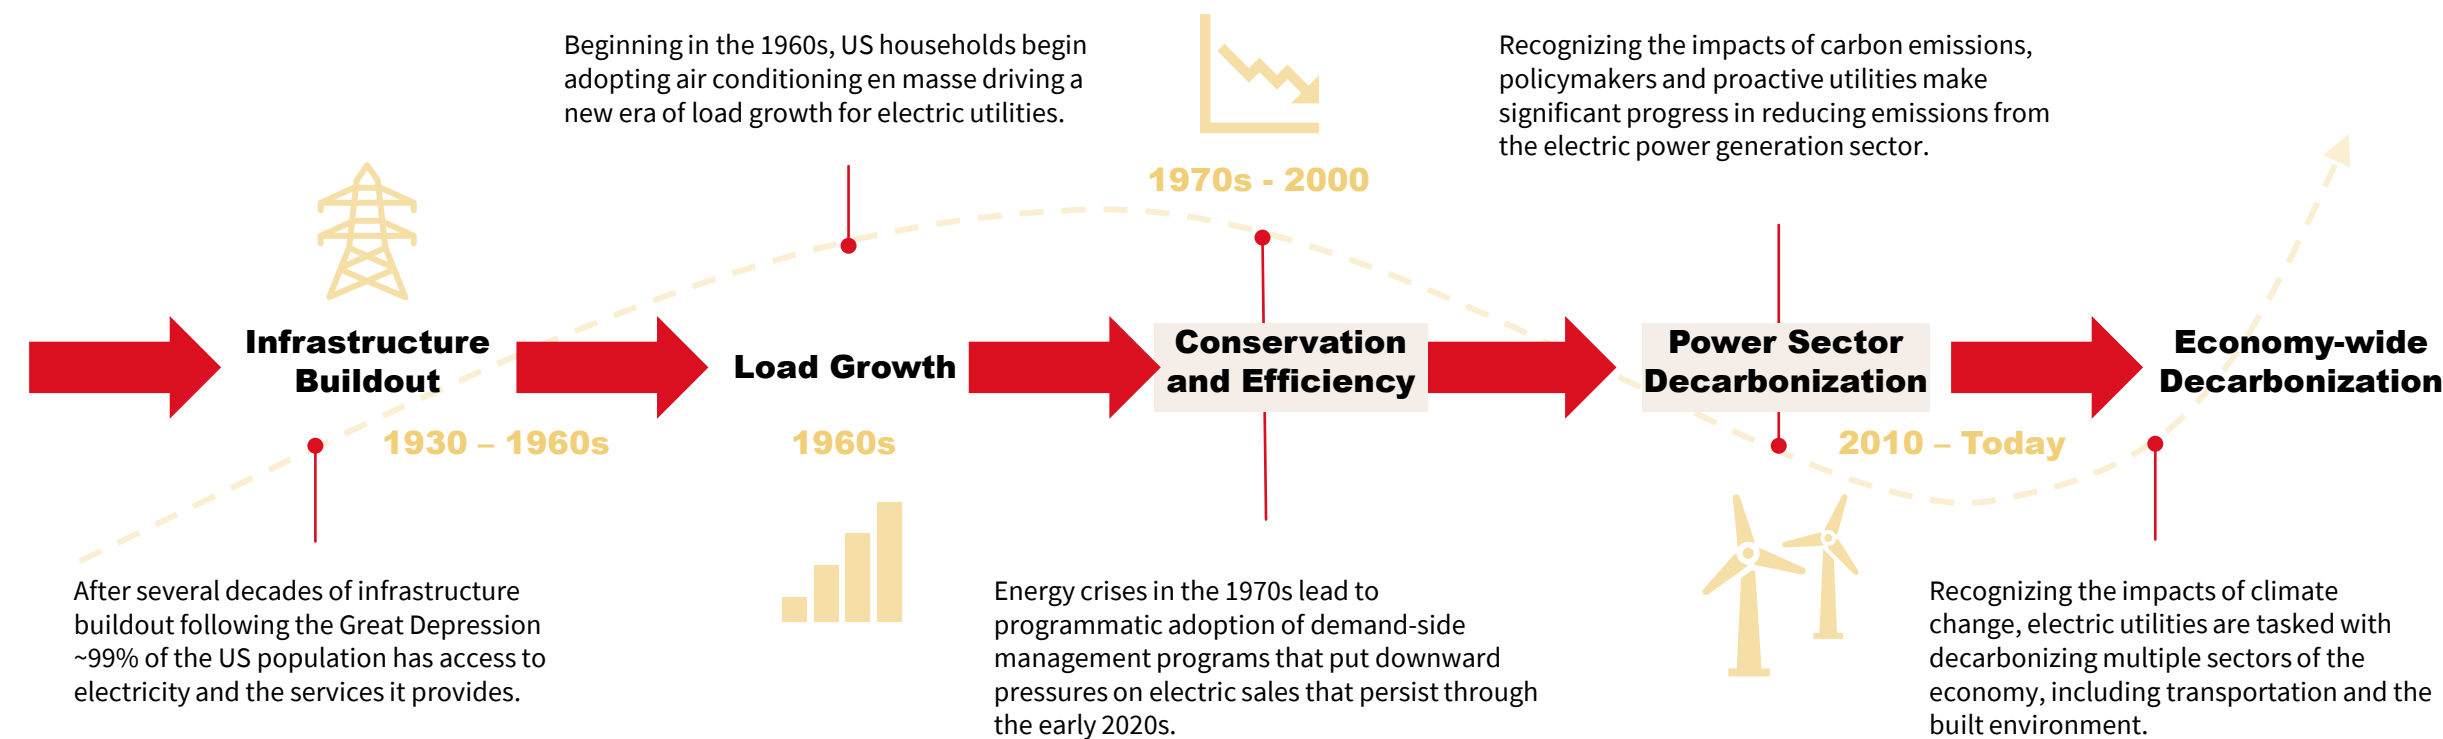 Beginning in the 1960s, US households begin
adopting air conditioning en masse driving a
new era of load growth for electric utilities.
Recognizing the impacts of carbon emissions,
policymakers and proactive utilities make
significant progress in reducing emissions from
the electric power generation sector.
1970s - 2000
Infrastructure
Buildout
Load Growth
Conservation
and Efficiency
Power Sector
Decarbonization
Economy-wide
Decarbonization
1930 – 1960s
1960s
2010 – Today
After several decades of infrastructure
buildout following the Great Depression
~99% of the US population has access to
electricity and the services it provides.
Energy crises in the 1970s lead to
programmatic adoption of demand-side
management programs that put downward
pressures on electric sales that persist through
the early 2020s.
Recognizing the impacts of climate
change, electric utilities are tasked with
decarbonizing multiple sectors of the
economy, including transportation and the
built environment.